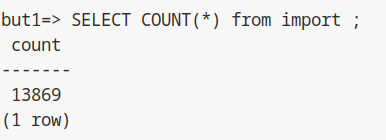 but1=> SELECT COUNT(*) from import ;
count
-------
13869
(1 row)